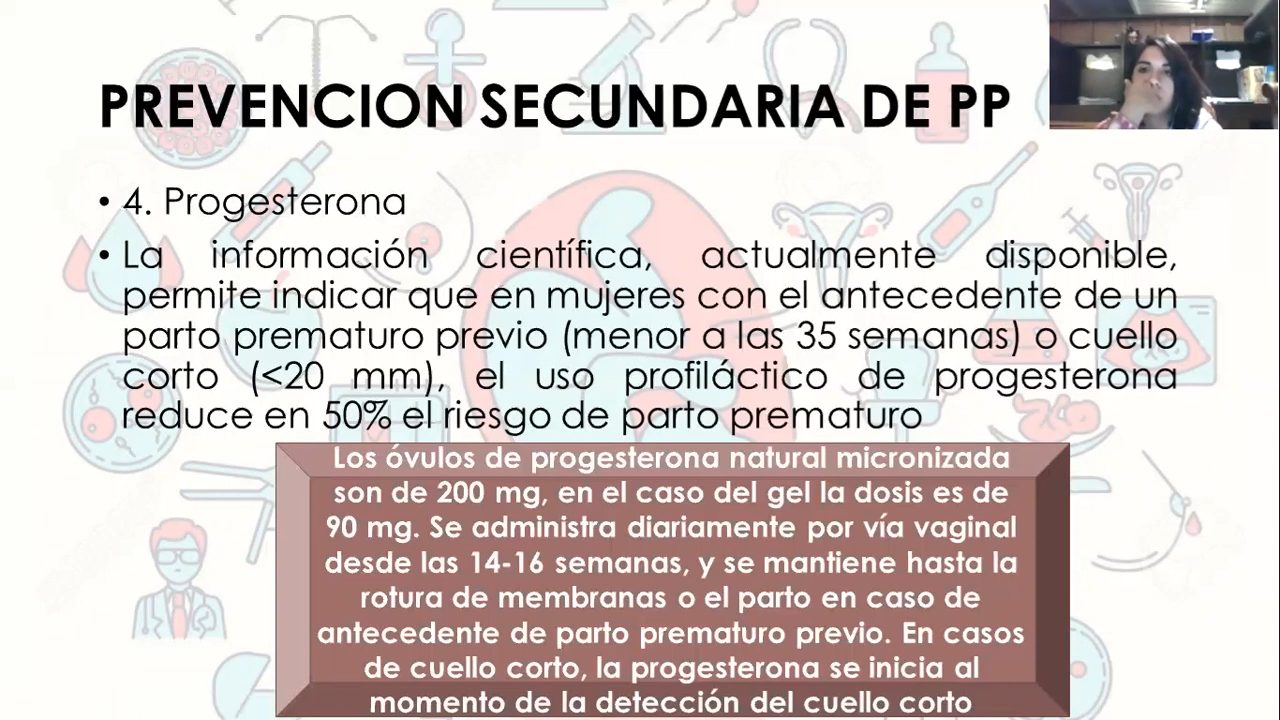 PREVENCION SECUNDARIA DE PP
• 4. Progesterona
• La información científica, actualmente disponible,
permite indicar que en mujeres con el antecedente de un
parto prematuro previo (menor a las 35 semanas) o cuello
corto (<20 mm), el uso profiláctico de progesterona
reduce en 50% el riesgo de parto prematuro
Los óvulos de progesterona natural micronizada
son de 200 mg, en el caso del gel la dosis es de
90 mg. Se administra diariamente por vía vaginal
desde las 14-16 semanas, y se mantiene hasta la
rotura de membranas o el parto en caso de
antecedente de parto prematuro previo. En casos
de cuello corto, la progesterona se inicia al
momento de la detección del cuello corto